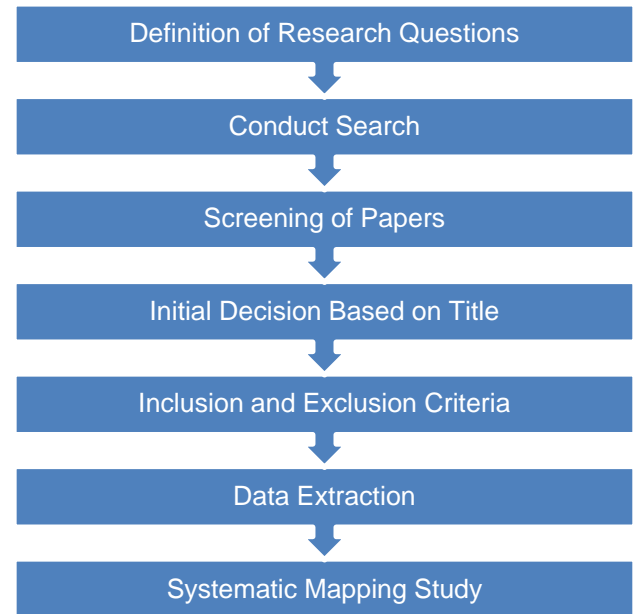 Definition of Research Questions
Conduct Search
Screening of Papers
Initial Decision Based on Title
Inclusion and Exclusion Criteria
Data Extraction
Systematic Mapping Study